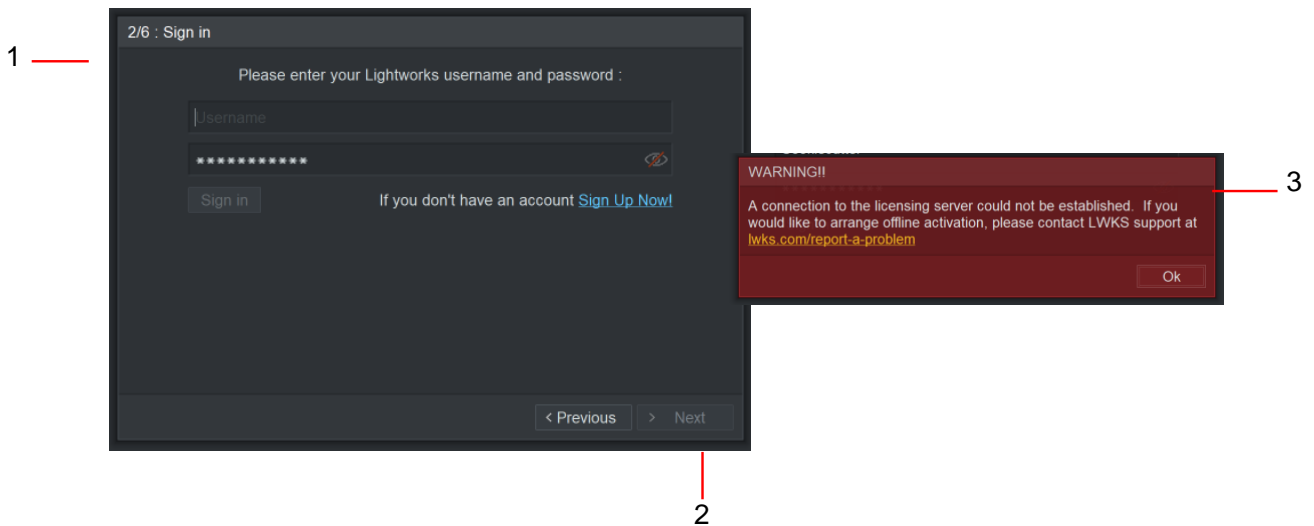 2/6 : Sign in
1
Please enter your Lightworks username and password :
Username
***********
Sign in
If you don't have an account Sign Up Now!
WARNING!!
3
A connection to the licensing server could not be established. If you
would like to arrange offline activation, please contact LWKS support at
lwks.com/report-a-problem
Ok
< Previous
> Next
2